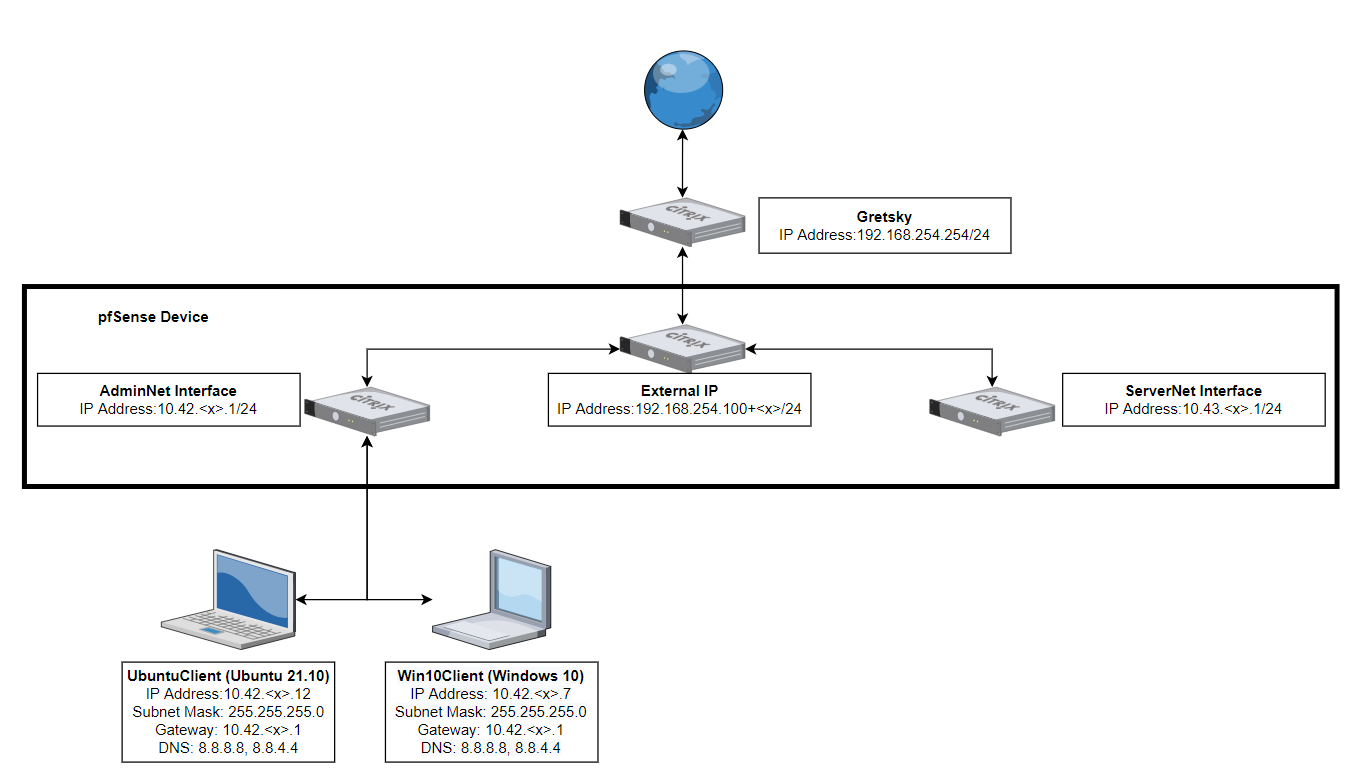 CITRIX
Gretsky
IP Address:192.168.254.254/24
pfSense Device
CITRIX
AdminNet Interface
IP Address:10.42.<x>.1/24
CITRIX
External IP
IP Address:192.168.254.100+<x>/24
CITRIX
ServerNet Interface
IP Address:10.43.<x>.1/24
UbuntuClient (Ubuntu 21.10)
IP Address:10.42.<x>.12
Subnet Mask: 255.255.255.0
Gateway: 10.42.<x>.1
DNS: 8.8.8.8, 8.8.4.4
Win10Client (Windows 10)
IP Address: 10.42.<x>.7
Subnet Mask: 255.255.255.0
Gateway: 10.42.<x>.1
DNS: 8.8.8.8, 8.8.4.4